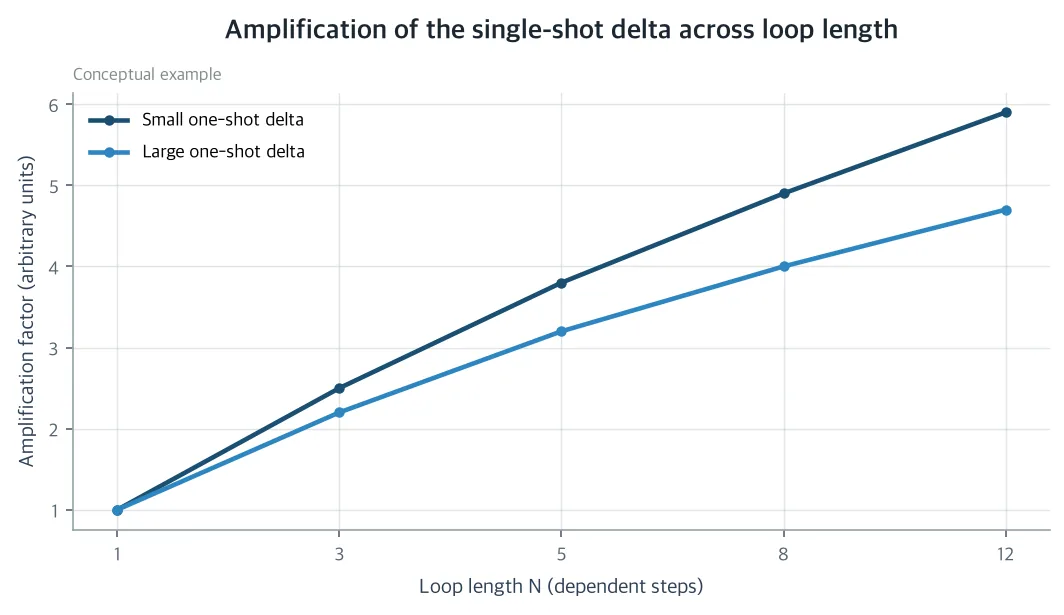 Amplification of the single-shot delta across loop length
Conceptual example
Small one-shot delta
Large one-shot delta
Amplification factor (arbitrary units)
6
5
4
3
2
1
1 3 5 8 12
Loop length N (dependent steps)